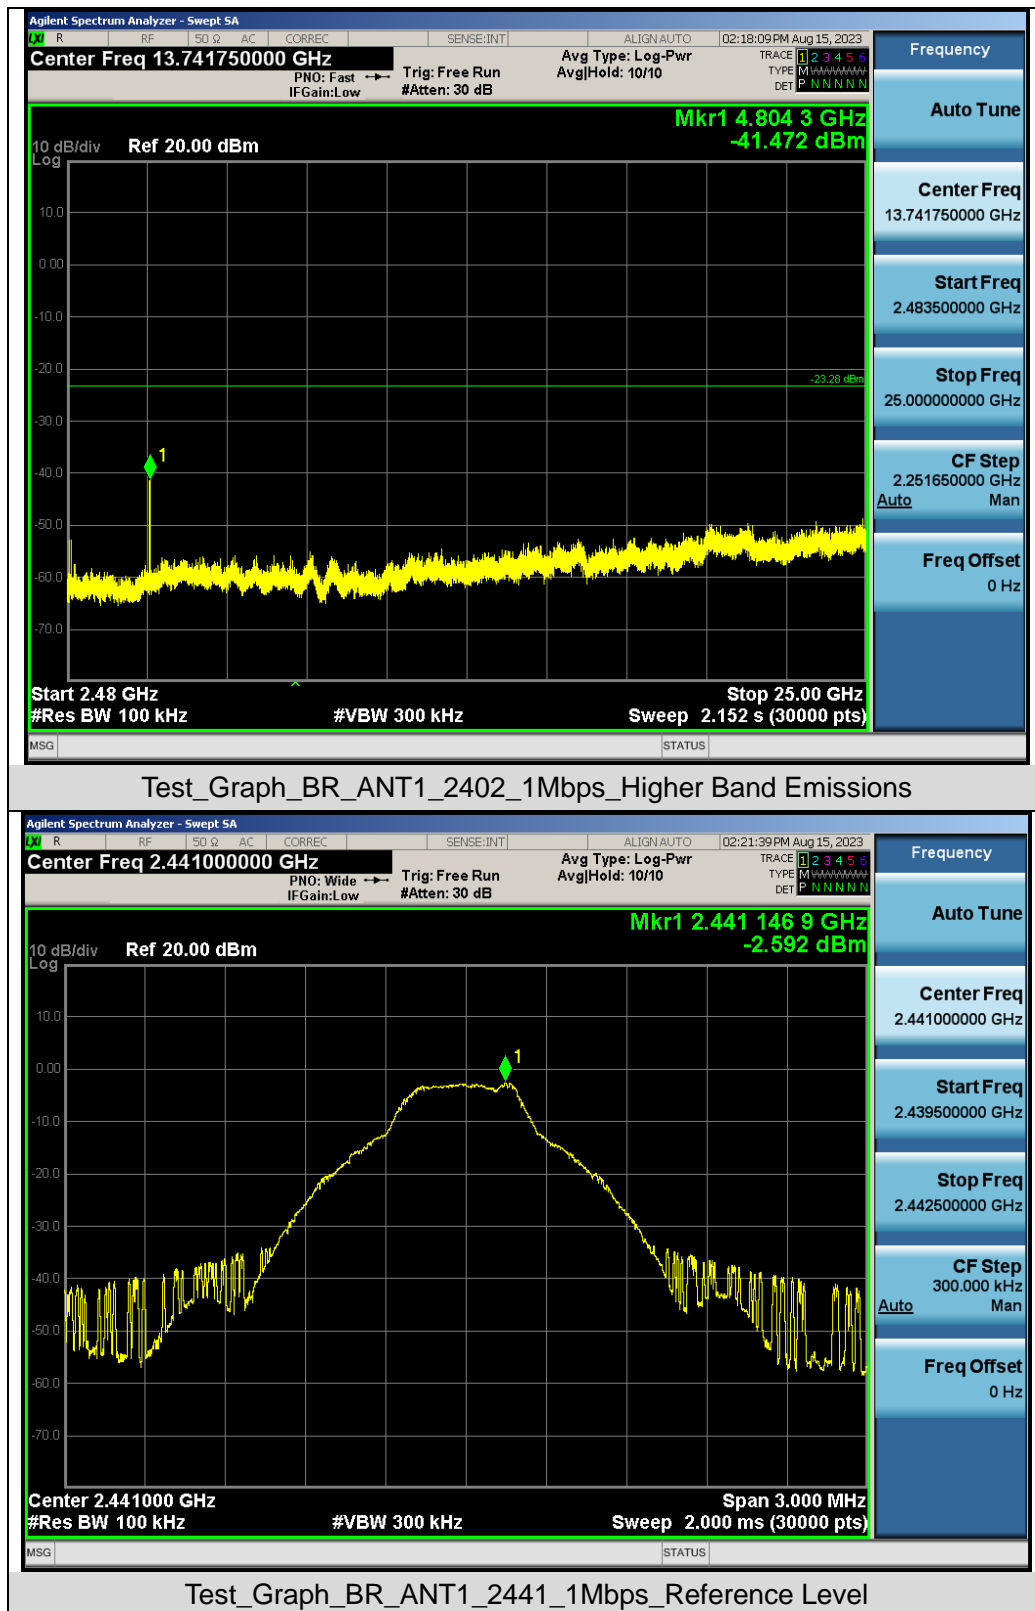 Agilent Spectrum Analyzer - Swept SA
LXI R RF 50 Ω AC CORREC SENSE:INT ALIGN AUTO 02:18:09 PM Aug 15, 2023
Center Freq 13.741750000 GHz
PNO: Fast
IFGain:Low
Trig: Free Run
#Atten: 30 dB
Avg Type: Log-Pwr
Avg|Hold: 10/10
TRACE 1 2 3 4 5 6
TYPE M
DET P N N N N N
Mkr1 4.804 3 GHz
-41.472 dBm
10 dB/div Ref 20.00 dBm
Log
10.0
0.00
-10.0
-20.0
-23.28 dBm
-30.0
1
-40.0
-50.0
-60.0
-70.0
Start 2.48 GHz Stop 25.00 GHz
#Res BW 100 kHz #VBW 300 kHz Sweep 2.152 s (30000 pts)
MSG STATUS
Frequency
Auto Tune
Center Freq
13.741750000 GHz
Start Freq
2.483500000 GHz
Stop Freq
25.000000000 GHz
CF Step
2.251650000 GHz
Auto Man
Freq Offset
0 Hz
Test_Graph_BR_ANT1_2402_1Mbps_Higher Band Emissions
Agilent Spectrum Analyzer - Swept SA
LXI R RF 50 Ω AC CORREC SENSE:INT ALIGN AUTO 02:21:39 PM Aug 15, 2023
Center Freq 2.441000000 GHz
PNO: Wide
IFGain:Low
Trig: Free Run
#Atten: 30 dB
Avg Type: Log-Pwr
Avg|Hold: 10/10
TRACE 1 2 3 4 5 6
TYPE M
DET P N N N N N
Mkr1 2.441 146 9 GHz
-2.592 dBm
10 dB/div Ref 20.00 dBm
Log
10.0
0.00
1
-10.0
-20.0
-30.0
-40.0
-50.0
-60.0
-70.0
Center 2.441000 GHz Span 3.000 MHz
#Res BW 100 kHz #VBW 300 kHz Sweep 2.000 ms (30000 pts)
MSG STATUS
Frequency
Auto Tune
Center Freq
2.441000000 GHz
Start Freq
2.439500000 GHz
Stop Freq
2.442500000 GHz
CF Step
300.000 kHz
Auto Man
Freq Offset
0 Hz
Test_Graph_BR_ANT1_2441_1Mbps_Reference Level